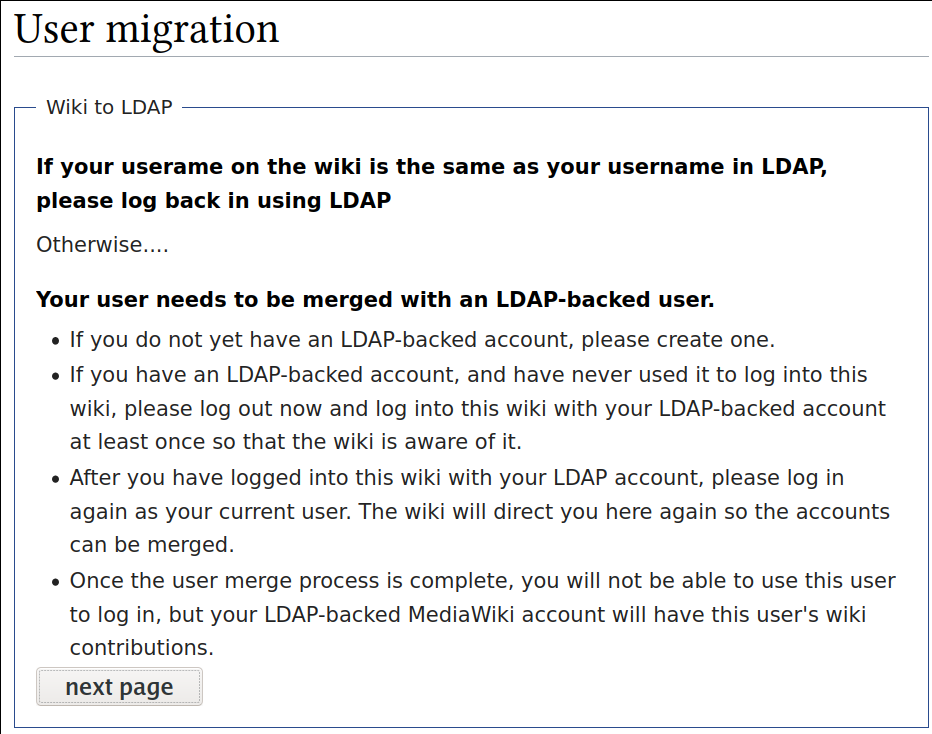 User migration
Wiki to LDAP
If your userame on the wiki is the same as your username in LDAP,
please log back in using LDAP
Otherwise....
Your user needs to be merged with an LDAP-backed user.
• If you do not yet have an LDAP-backed account, please create one.
• If you have an LDAP-backed account, and have never used it to log into this
wiki, please log out now and log into this wiki with your LDAP-backed account
at least once so that the wiki is aware of it.
• After you have logged into this wiki with your LDAP account, please log in
again as your current user. The wiki will direct you here again so the accounts
can be merged.
• Once the user merge process is complete, you will not be able to use this user
to log in, but your LDAP-backed MediaWiki account will have this user's wiki
contributions.
next page